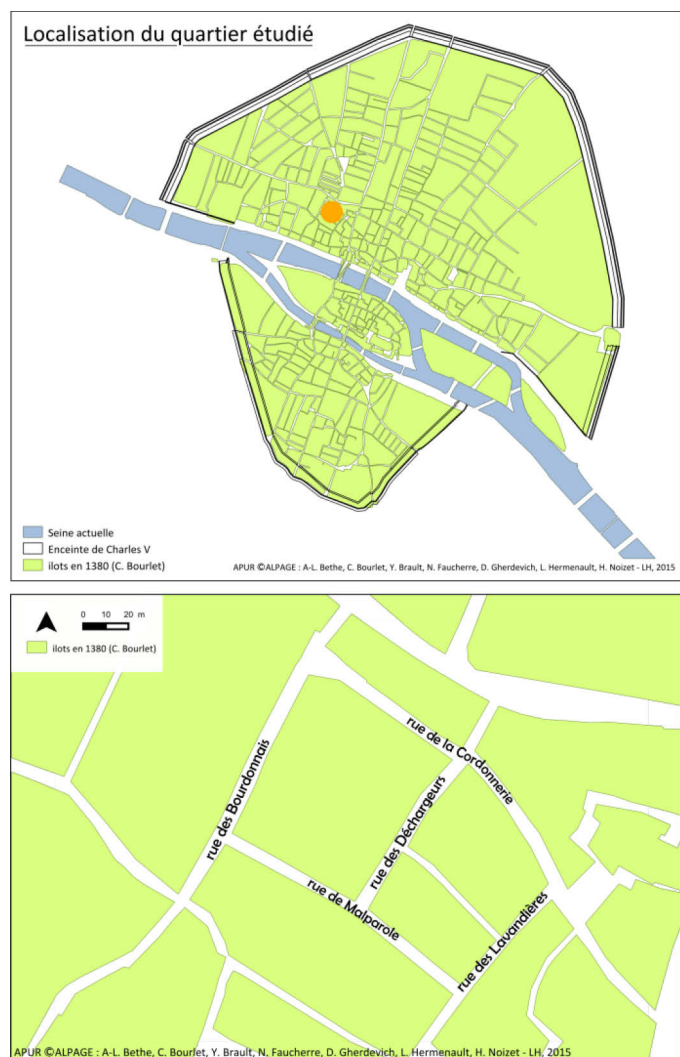 Localisation du quartier étudié
Seine actuelle
Enceinte de Charles V
ilots en 1380 (C. Bourlet)
APUR ©ALPAGE : A-L. Bethe, C. Bourlet, Y. Brault, N. Faucherre, D. Gherdevich, L. Hermenault, H. Noizet - LH, 2015
0 10 20 m
ilots en 1380 (C. Bourlet)
rue de la Cordonnerie
rue des Bourdonnais
rue des Déchargeurs
rue de Malparole
rue des Lavandières
APUR ©ALPAGE : A-L. Bethe, C. Bourlet, Y. Brault, N. Faucherre, D. Gherdevich, L. Hermenault, H. Noizet - LH, 2015